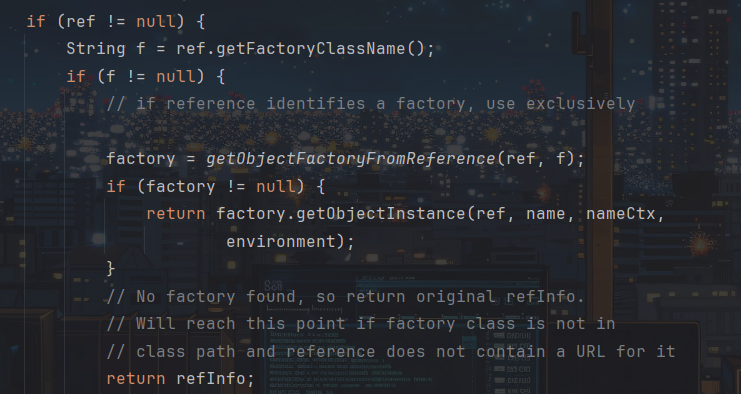 if (ref != null) {
String f = ref.getFactoryClassName();
if (f != null) {
// if reference identifies a factory, use exclusively
factory = getObjectFactoryFromReference(ref, f);
if (factory != null) {
return factory.getObjectInstance(ref, name, nameCtx,
environment);
}
// No factory found, so return original refInfo.
// Will reach this point if factory class is not in
// class path and reference does not contain a URL for it
return refInfo;